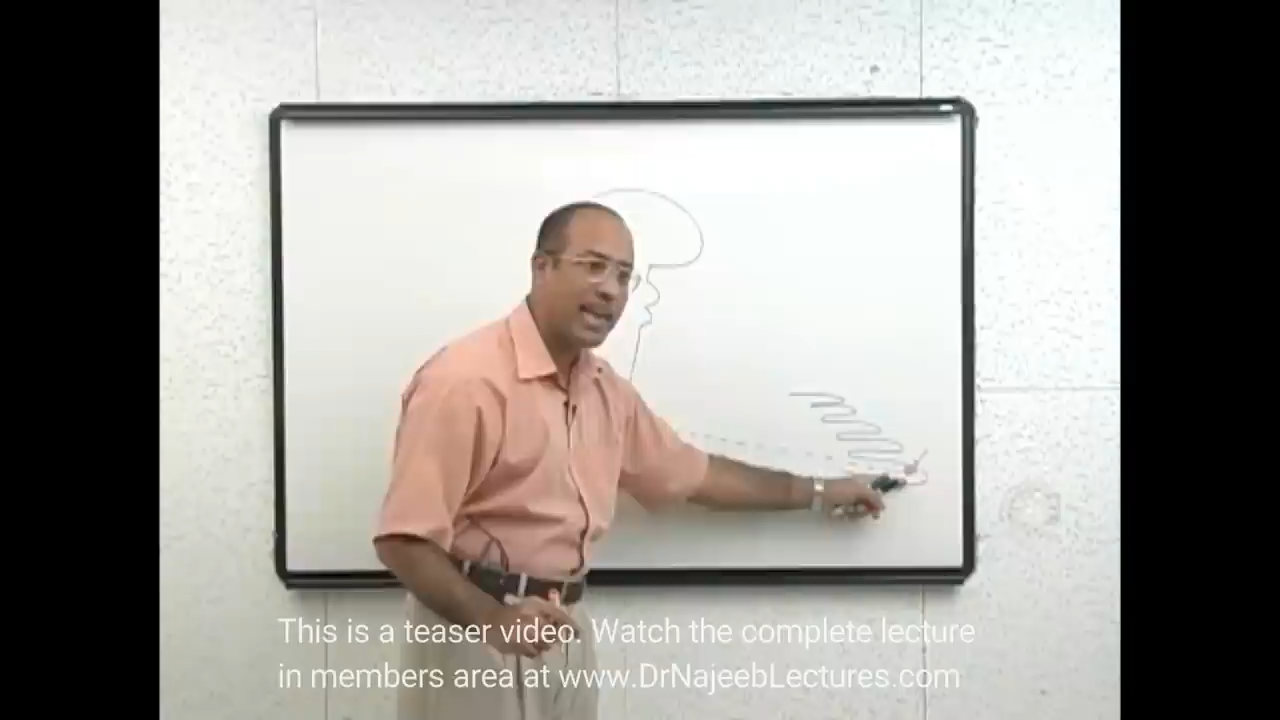 This is a teaser video. Watch the complete lecture
in members area at www.DrNajeebLectures.com